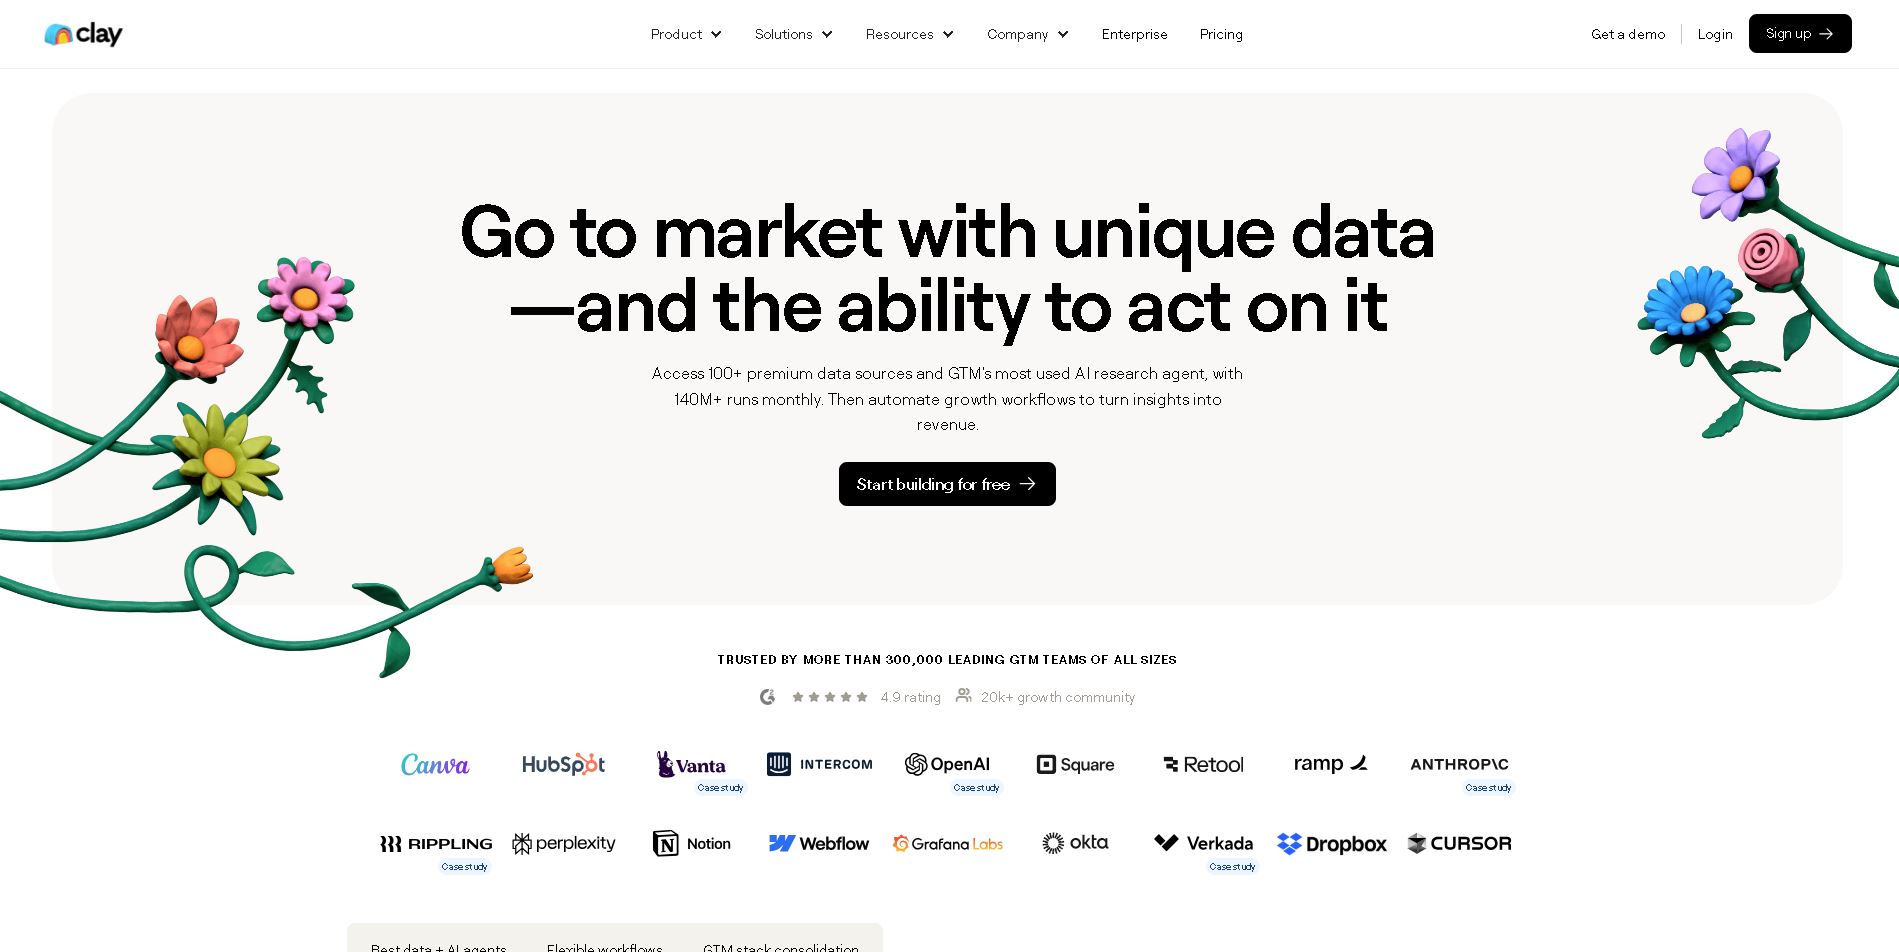 clay
Product
Solutions
Resources
Company
Enterprise
Pricing
Get a demo
Login
Sign up
Go to market with unique data
—and the ability to act on it
Access 100+ premium data sources and GTM's most used AI research agent, with
140M+ runs monthly. Then automate growth workflows to turn insights into
revenue.
Start building for free
TRUSTED BY MORE THAN 300,000 LEADING GTM TEAMS OF ALL SIZES
4.9 rating
20k+ growth community
Canva
HubSpot
Vanta
Case study
INTERCOM
OpenAI
Case study
Square
Retool
ramp
ANTHROP\C
Case study
RIPPLING
Case study
perplexity
Notion
Webflow
Grafana Labs
okta
Verkada
Case study
Dropbox
CURSOR
Best data + AI agents
Flexible workflows
GTM stack consolidation